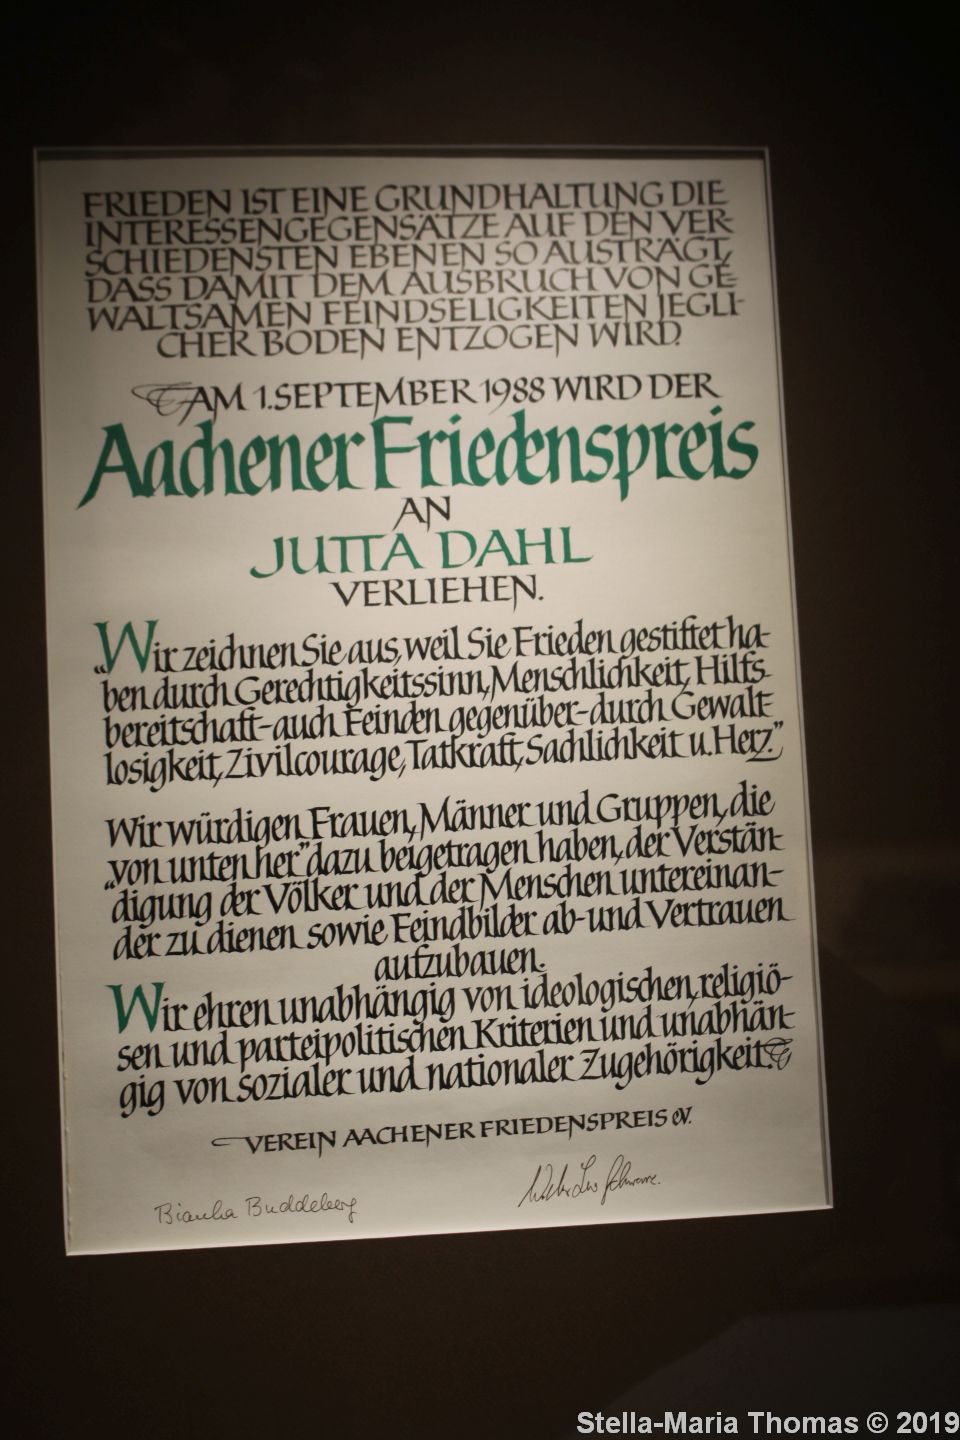 FRIEDEN IST EINE GRUNDHALTUNG DIE
INTERESSENGEGENSÄTZE AUF DEN VER-
SCHIEDENSTEN EBENEN SO AUSTRÄGT,
DASS DAMIT DEM AUSBRUCH VON GE-
WALTSAMEN FEINDSELIGKEITEN JEGLI-
CHER BODEN ENTZOGEN WIRD.
AM 1. SEPTEMBER 1988 WIRD DER
Aachener Friedenspreis
AN
JUTTA DAHL
VERLIEHEN.
„Wir zeichnen Sie aus, weil Sie Frieden gestiftet ha-
ben durch Gerechtigkeitssinn, Menschlichkeit, Hilfs-
bereitschaft-auch Feinden gegenüber-durch Gewalt-
losigkeit, Zivilcourage, Tatkraft, Sachlichkeit u. Herz."
Wir würdigen Frauen, Männer und Gruppen, die
„von unten her" dazu beigetragen haben, der Verstän-
digung der Völker und der Menschen untereinan-
der zu dienen sowie Feindbilder ab- und Vertrauen
aufzubauen.
Wir ehren unabhängig von ideologischen, religiö-
sen und parteipolitischen Kriterien und unabhän-
gig von sozialer und nationaler Zugehörigkeit.
VEREIN AACHENER FRIEDENSPREIS e.V.
Bianka Buddeberg
Stella-Maria Thomas © 2019